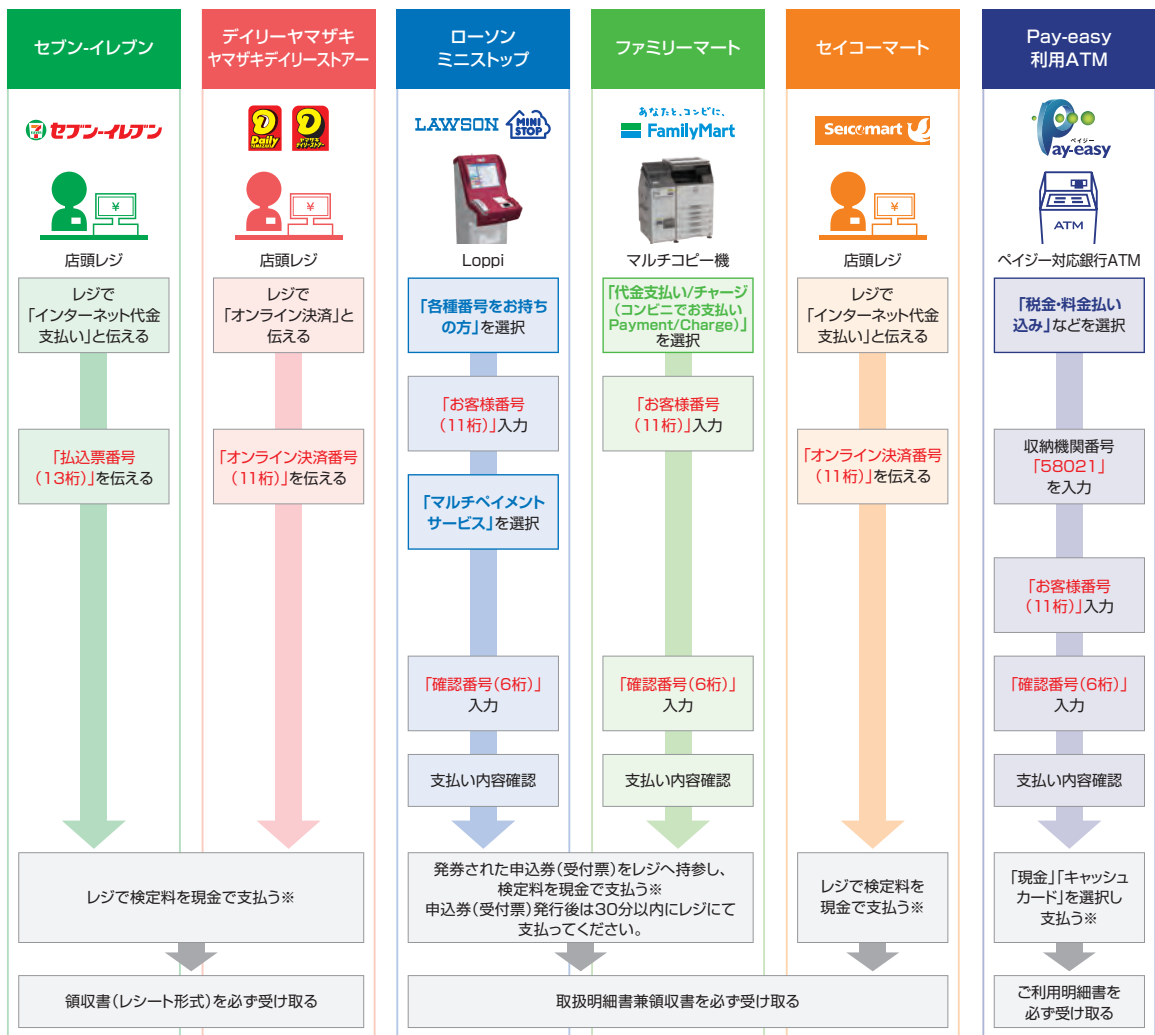 セブン-イレブン
デイリーヤマザキ
ヤマザキデイリーストアー
ローソン
ミニストップ
ファミリーマート
セイコーマート
Pay-easy
利用ATM
7
セブン-イレブン
Daily
YAMAZAKI
ヤマザキ
デイリーストアー
LAWSON
MINI
STOP
あなたと、コンビに、
FamilyMart
Seicomart
ペイジー
Pay-easy
¥
¥
¥
ATM
店頭レジ
店頭レジ
Loppi
マルチコピー機
店頭レジ
ペイジー対応銀行ATM
レジで
「インターネット代金
支払い」と伝える
レジで
「オンライン決済」と
伝える
「各種番号をお持ち
の方」を選択
「代金支払い/チャージ
(コンビニでお支払い
Payment/Charge)」
を選択
レジで
「インターネット代金
支払い」と伝える
「税金・料金払い
込み」などを選択
「お客様番号
(11桁)」入力
「お客様番号
(11桁)」入力
「払込票番号
(13桁)」を伝える
「オンライン決済番号
(11桁)」を伝える
「オンライン決済番号
(11桁)」を伝える
収納機関番号
「58021」
を入力
「マルチペイメント
サービス」を選択
「お客様番号
(11桁)」入力
「確認番号(6桁)」
入力
「確認番号(6桁)」
入力
「確認番号(6桁)」
入力
支払い内容確認
支払い内容確認
支払い内容確認
レジで検定料を現金で支払う※
発券された申込券(受付票)をレジへ持参し、
検定料を現金で支払う※
申込券(受付票)発行後は30分以内にレジにて
支払ってください。
レジで検定料を
現金で支払う※
「現金」「キャッシュ
カード」を選択し
支払う※
領収書(レシート形式)を必ず受け取る
取扱明細書兼領収書を必ず受け取る
ご利用明細書を
必ず受け取る